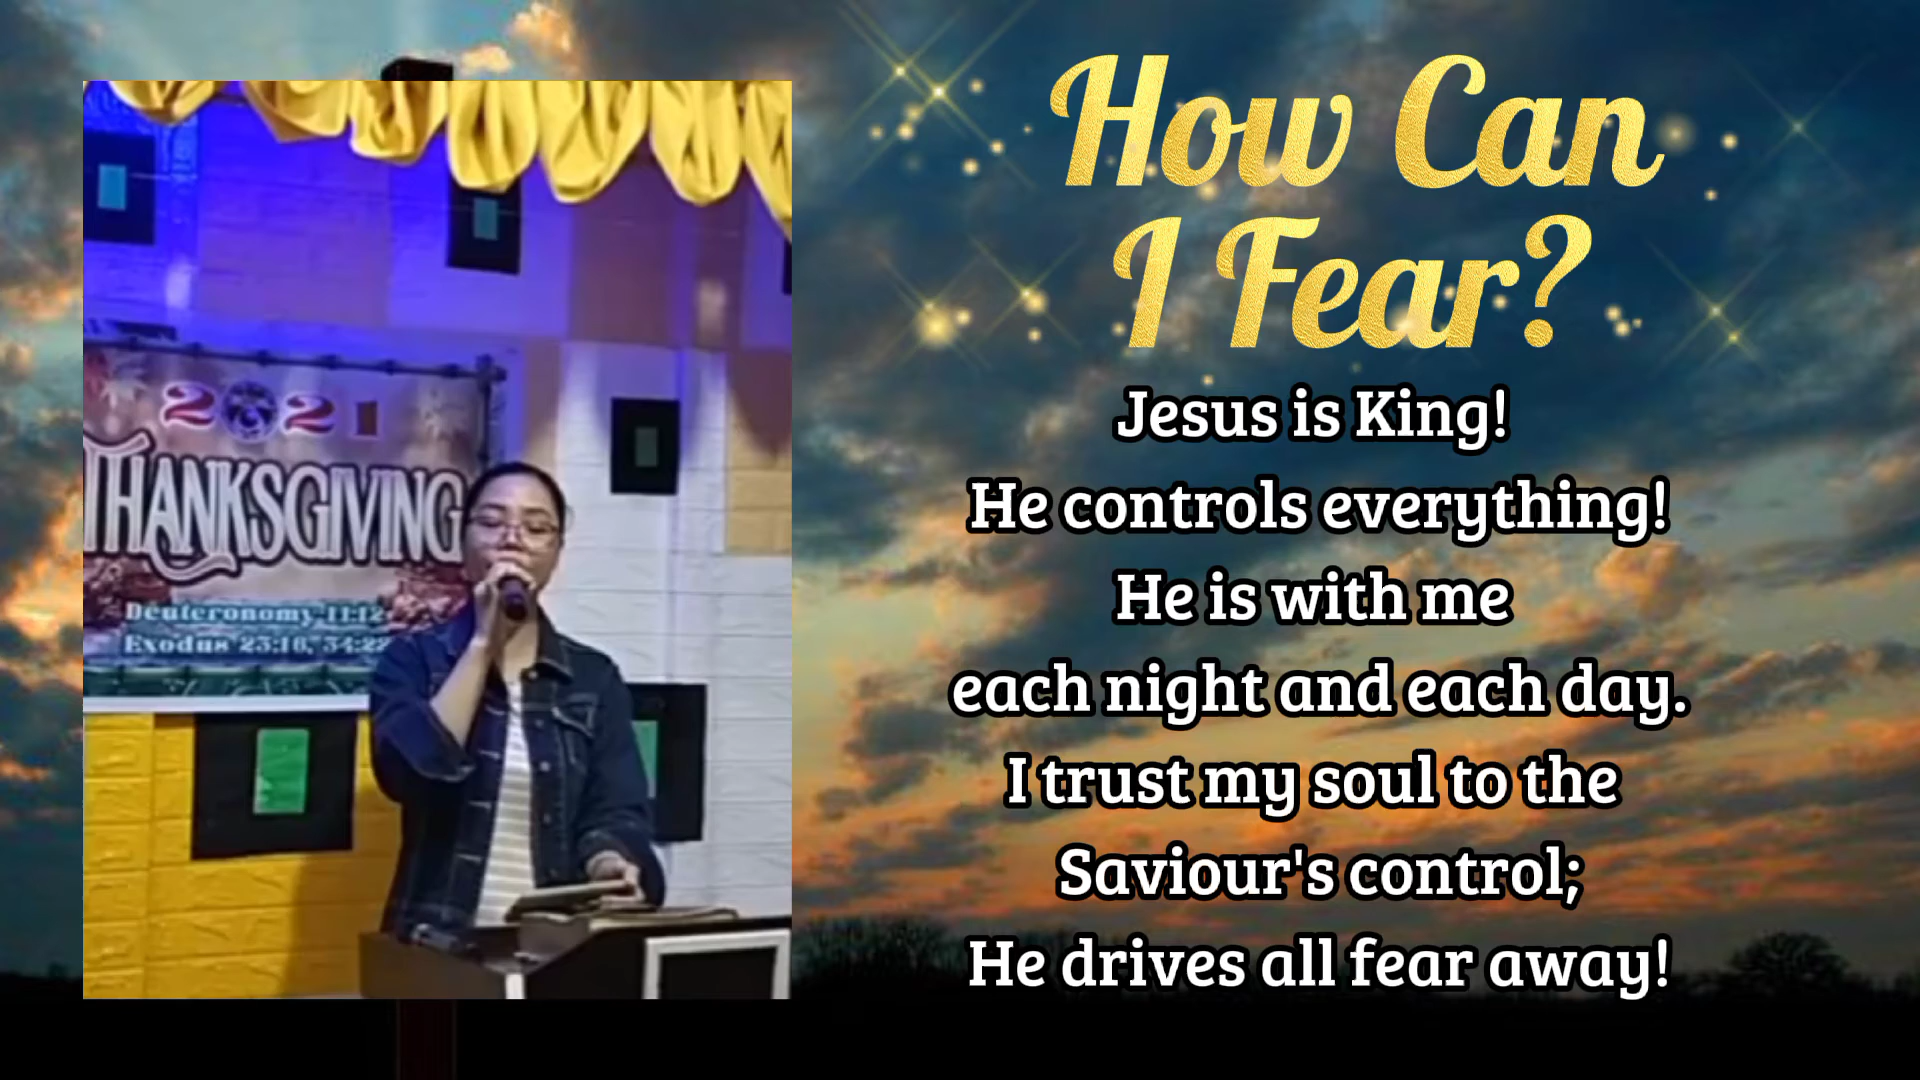 How Can
I Fear?
Jesus is King!
He controls everything!
He is with me
each night and each day.
I trust my soul to the
Saviour's control;
He drives all fear away!
2021
THANKSGIVING
Deuteronomy 11:12
Exodus 23:16, 34:22